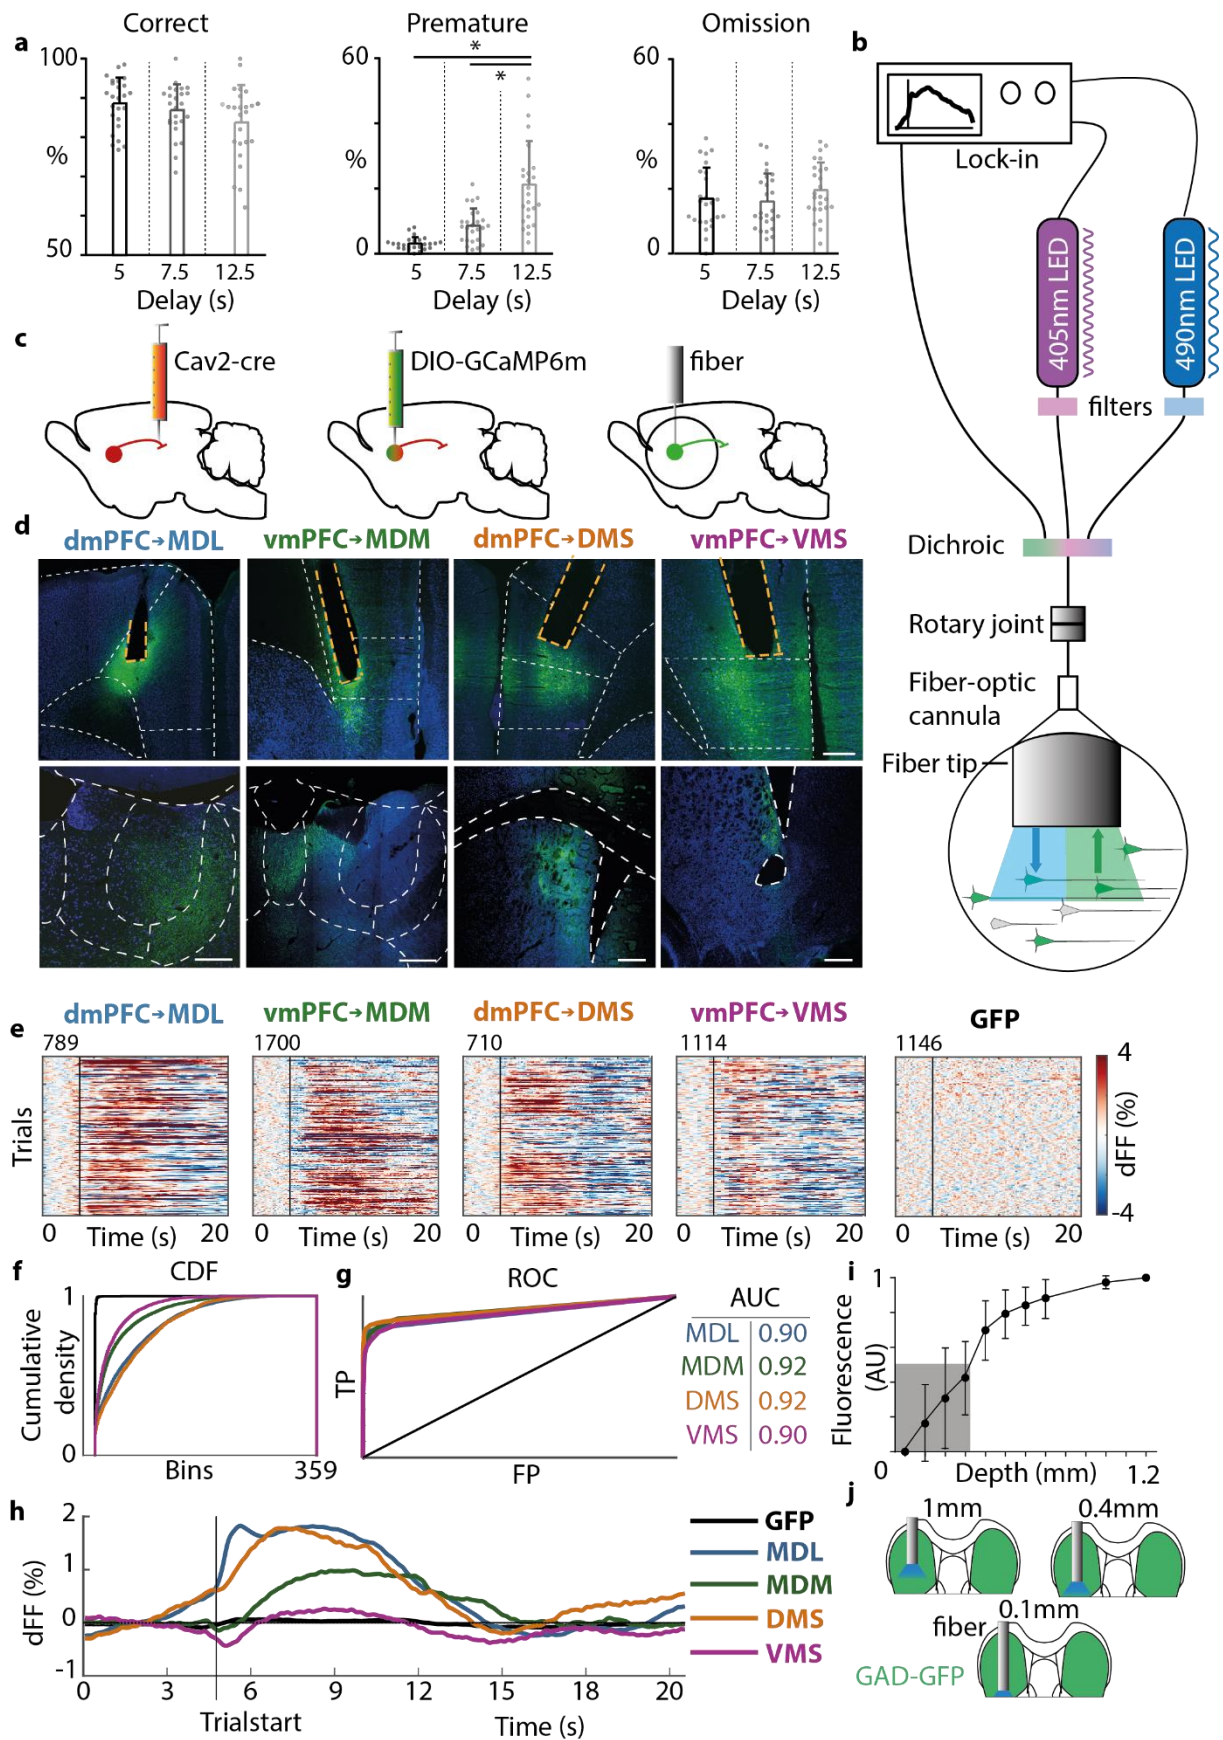 a
Correct
100
%
50
5
7.5
12.5
Delay (s)
Premature
60
*
*
%
0
5
7.5
12.5
Delay (s)
Omission
60
%
0
5
7.5
12.5
Delay (s)
b
Lock-in
405nm LED
490nm LED
filters
Dichroic
Rotary joint
Fiber-optic
cannula
Fiber tip
c
Cav2-cre
DIO-GCaMP6m
fiber
d
dmPFC→MDL
vmPFC→MDM
dmPFC→DMS
vmPFC→VMS
e
dmPFC→MDL
vmPFC→MDM
dmPFC→DMS
vmPFC→VMS
GFP
789
1700
710
1114
1146
Trials
0 Time (s) 20
0 Time (s) 20
0 Time (s) 20
0 Time (s) 20
0 Time (s) 20
4
dFF (%)
-4
f
CDF
1
Cumulative
density
0
Bins
359
g
ROC
TP
FP
AUC
MDL 0.90
MDM 0.92
DMS 0.92
VMS 0.90
h
2
1
0
-1
dFF (%)
0
3
6
9
12
15
18
20
Trialstart
Time (s)
GFP
MDL
MDM
DMS
VMS
i
1
Fluorescence
(AU)
0
Depth (mm)
1.2
j
1mm
0.4mm
0.1mm
fiber
GAD-GFP